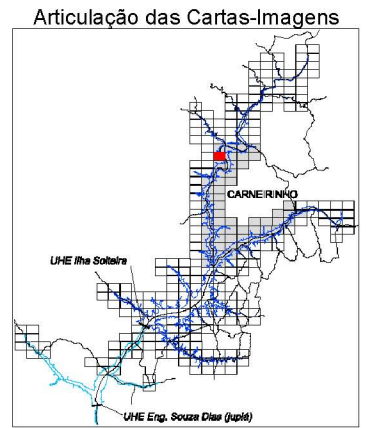 Articulação das Cartas-Imagens
CARNEIRINHO
UHE Ilha Solteira
UHE Eng. Souza Dias (jupiá)